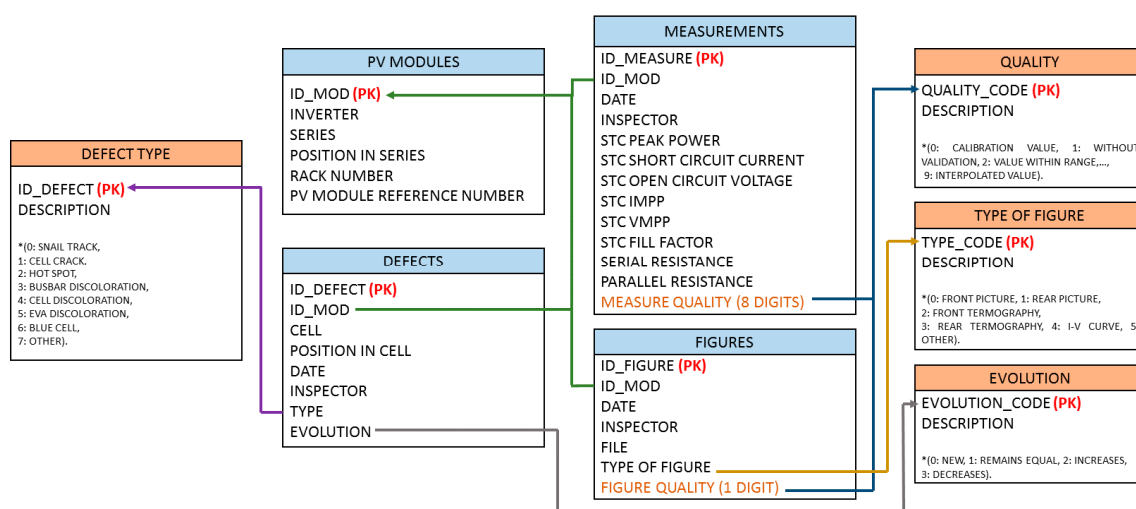 DEFECT TYPE
ID_DEFECT (PK)
DESCRIPTION
*(0: SNAIL TRACK,
1: CELL CRACK.
2: HOT SPOT,
3: BUSBAR DISCOLORATION,
4: CELL DISCOLORATION,
5: EVA DISCOLORATION,
6: BLUE CELL,
7: OTHER).
PV MODULES
ID_MOD (PK)
INVERTER
SERIES
POSITION IN SERIES
RACK NUMBER
PV MODULE REFERENCE NUMBER
DEFECTS
ID_DEFECT (PK)
ID_MOD
CELL
POSITION IN CELL
DATE
INSPECTOR
TYPE
EVOLUTION
MEASUREMENTS
ID_MEASURE (PK)
ID_MOD
DATE
INSPECTOR
STC PEAK POWER
STC SHORT CIRCUIT CURRENT
STC OPEN CIRCUIT VOLTAGE
STC IMPP
STC VMPP
STC FILL FACTOR
SERIAL RESISTANCE
PARALLEL RESISTANCE
MEASURE QUALITY (8 DIGITS)
FIGURES
ID_FIGURE (PK)
ID_MOD
DATE
INSPECTOR
FILE
TYPE OF FIGURE
FIGURE QUALITY (1 DIGIT)
QUALITY
QUALITY_CODE (PK)
DESCRIPTION
*(0: CALIBRATION VALUE, 1: WITHOUT
VALIDATION, 2: VALUE WITHIN RANGE,...,
9: INTERPOLATED VALUE).
TYPE OF FIGURE
TYPE_CODE (PK)
DESCRIPTION
*(0: FRONT PICTURE, 1: REAR PICTURE,
2: FRONT TERMOGRAPHY,
3: REAR TERMOGRAPHY, 4: I-V CURVE, 5
OTHER).
EVOLUTION
EVOLUTION_CODE (PK)
DESCRIPTION
*(0: NEW, 1: REMAINS EQUAL, 2: INCREASES,
3: DECREASES).